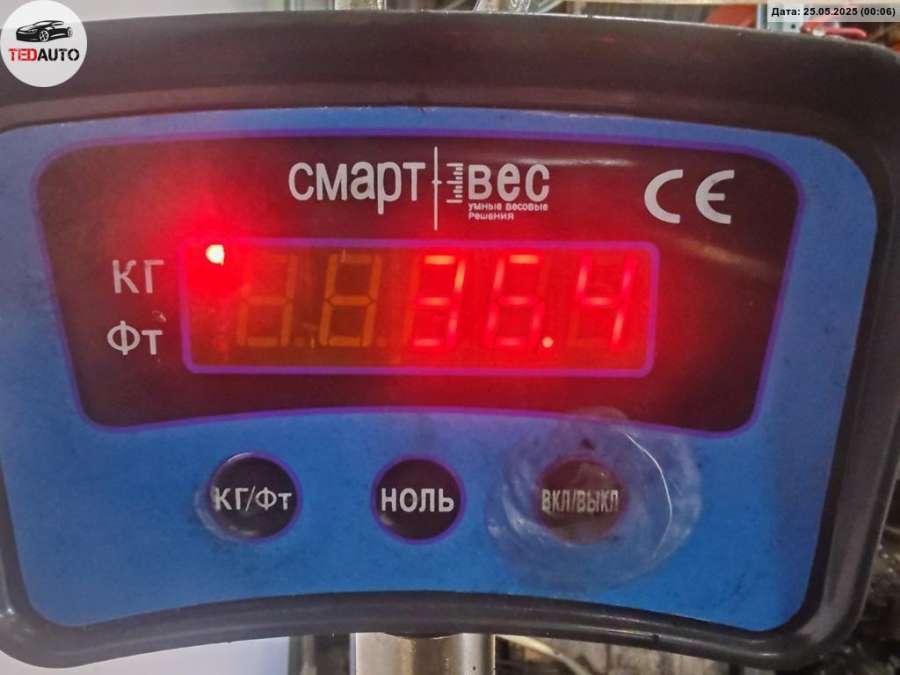 Дата: 25.05.2025 (00:06)
TEDAUTO
смарт вес
умные весовые
Решения
CE
КГ
Фт
36.4
КГ/Фт
НОЛЬ
ВКЛ/ВЫКЛ